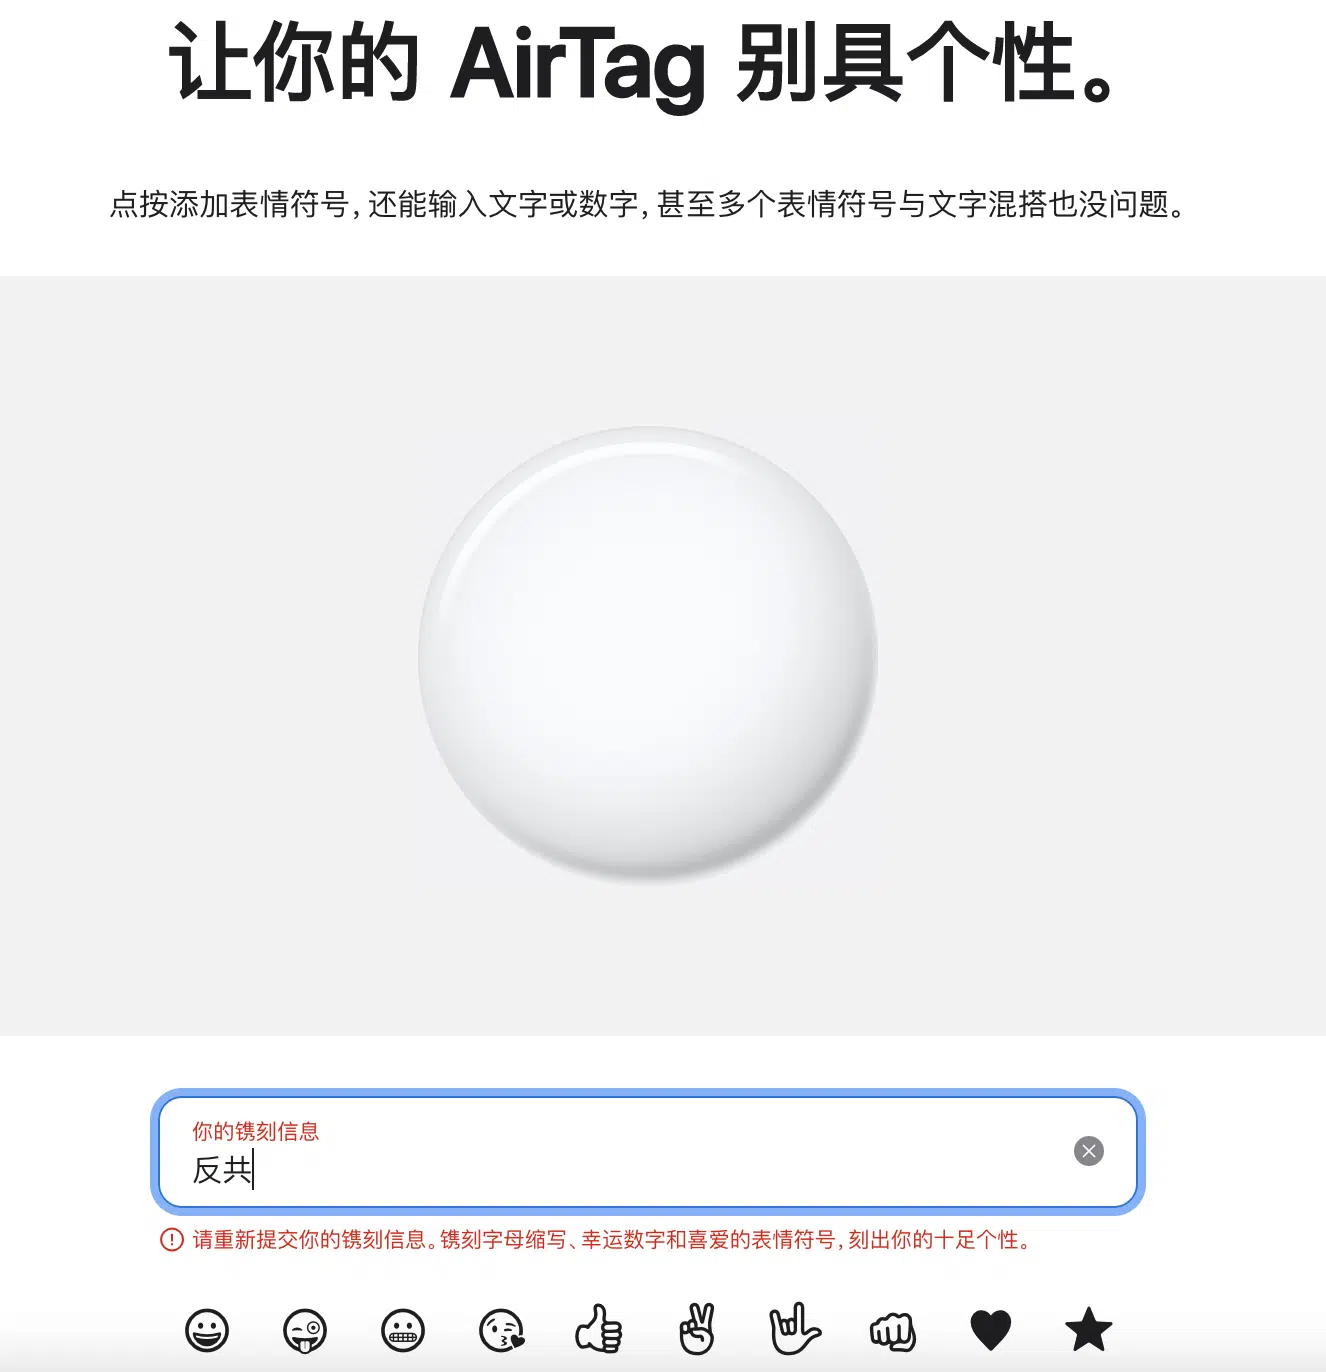 让你的 AirTag 别具个性。
点按添加表情符号，还能输入文字或数字，甚至多个表情符号与文字混搭也没问题。
你的镌刻信息
反共
请重新提交你的镌刻信息。镌刻字母缩写、幸运数字和喜爱的表情符号，刻出你的十足个性。